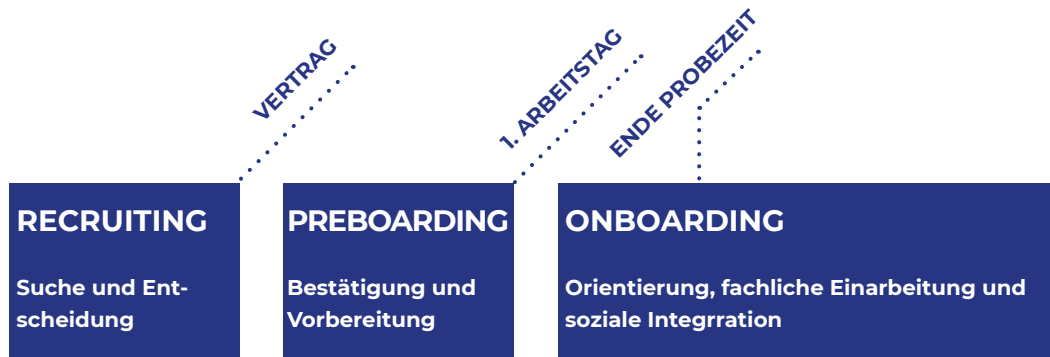 VERTRAG
1. ARBEITSTAG
ENDE PROBEZEIT
RECRUITING
Suche und Ent-
scheidung
PREBOARDING
Bestätigung und
Vorbereitung
ONBOARDING
Orientierung, fachliche Einarbeitung und
soziale Integrration